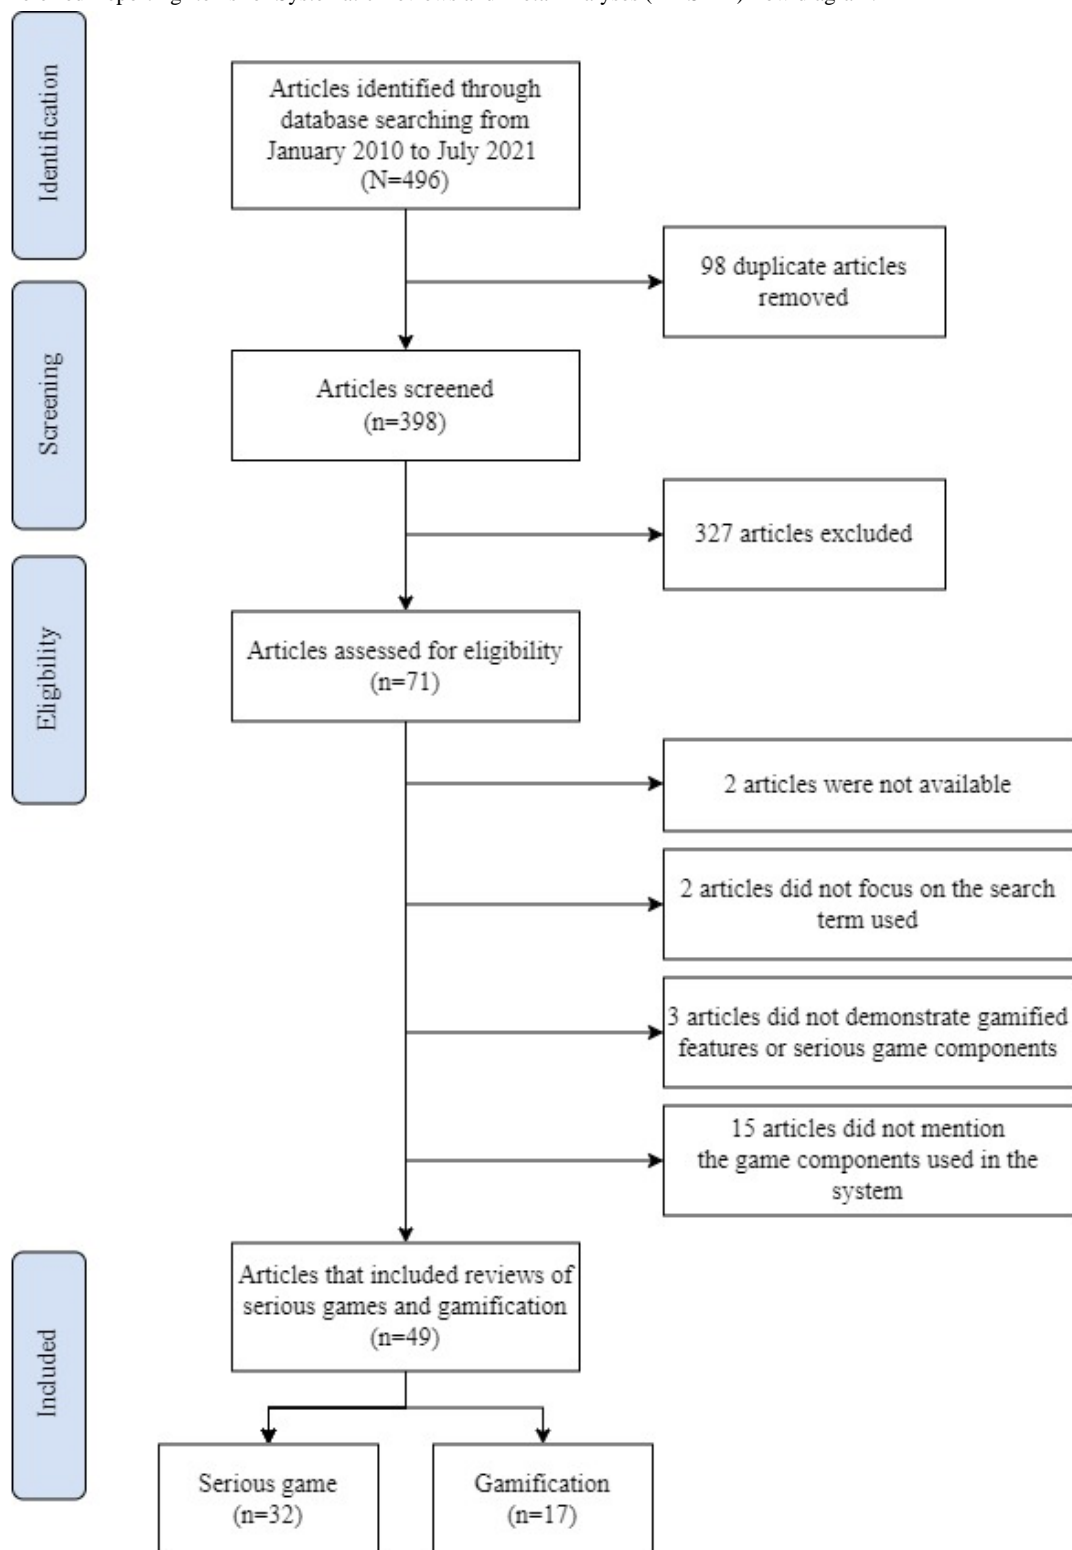 Identification
Articles identified through
database searching from
January 2010 to July 2021
(N=496)
98 duplicate articles
removed
Screening
Articles screened
(n=398)
327 articles excluded
Eligibility
Articles assessed for eligibility
(n=71)
2 articles were not available
2 articles did not focus on the search
term used
3 articles did not demonstrate gamified
features or serious game components
15 articles did not mention
the game components used in the
system
Included
Articles that included reviews of
serious games and gamification
(n=49)
Serious game
(n=32)
Gamification
(n=17)